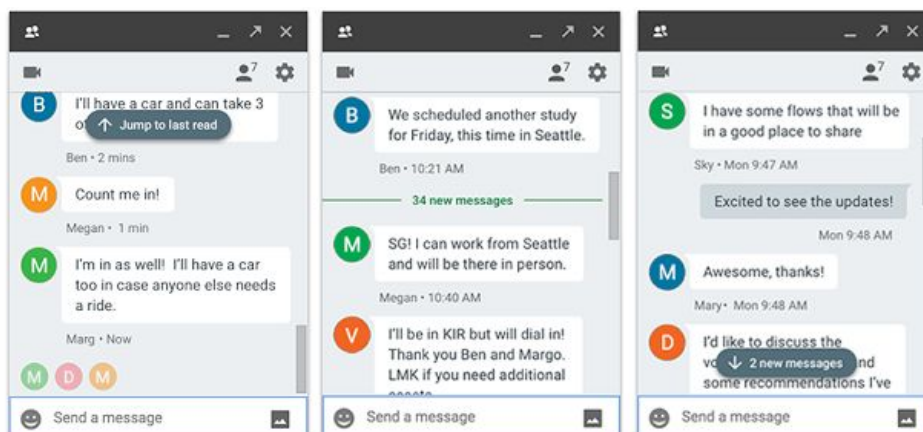 7
B
I'll have a car and can take 3
Jump to last read
Ben • 2 mins
M
Count me in!
Megan • 1 min
M
I'm in as well! I'll have a car
too in case anyone else needs
a ride.
Marg • Now
M D M
Send a message
7
B
We scheduled another study
for Friday, this time in Seattle.
Ben • 10:21 AM
34 new messages
M
SG! I can work from Seattle
and will be there in person.
Megan • 10:40 AM
V
I'll be in KIR but will dial in!
Thank you Ben and Margo.
LMK if you need additional
Send a message
7
S
I have some flows that will be
in a good place to share
Sky • Mon 9:47 AM
Excited to see the updates!
Mon 9:48 AM
M
Awesome, thanks!
Mary • Mon 9:48 AM
D
I'd like to discuss the
2 new messages
some recommendations I've
Send a message